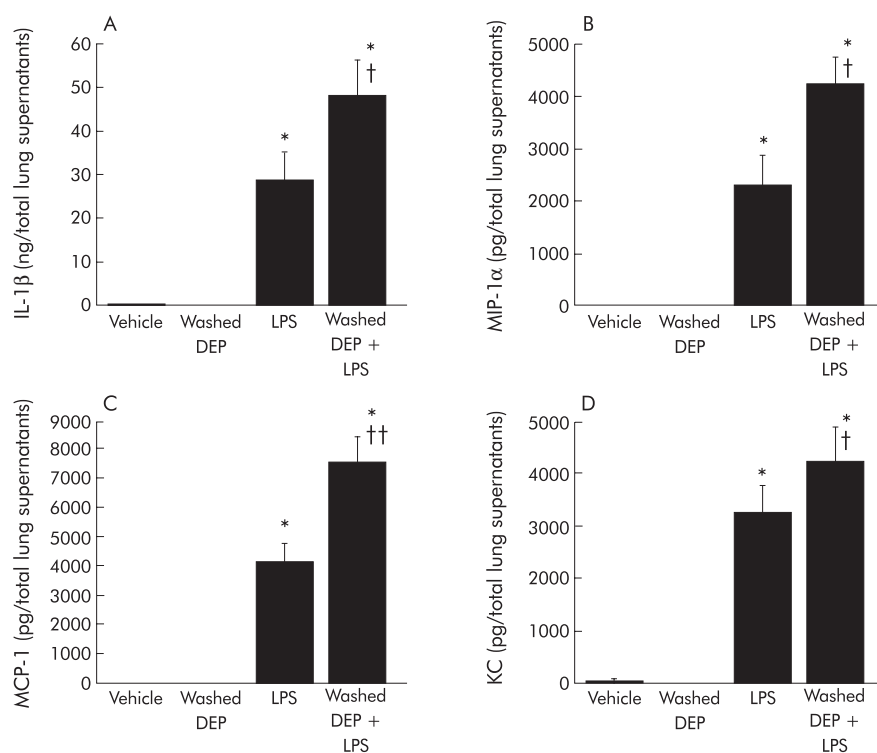 A
IL-1β (ng/total lung supernatants)
60
50
40
30
20
10
0
*
*
†
Vehicle
Washed
DEP
LPS
Washed
DEP +
LPS
B
MIP-1α (pg/total lung supernatants)
5000
4000
3000
2000
1000
0
*
*
†
Vehicle
Washed
DEP
LPS
Washed
DEP +
LPS
C
MCP-1 (pg/total lung supernatants)
9000
8000
7000
6000
5000
4000
3000
2000
1000
0
*
*
††
Vehicle
Washed
DEP
LPS
Washed
DEP +
LPS
D
KC (pg/total lung supernatants)
5000
4000
3000
2000
1000
0
*
*
†
Vehicle
Washed
DEP
LPS
Washed
DEP +
LPS